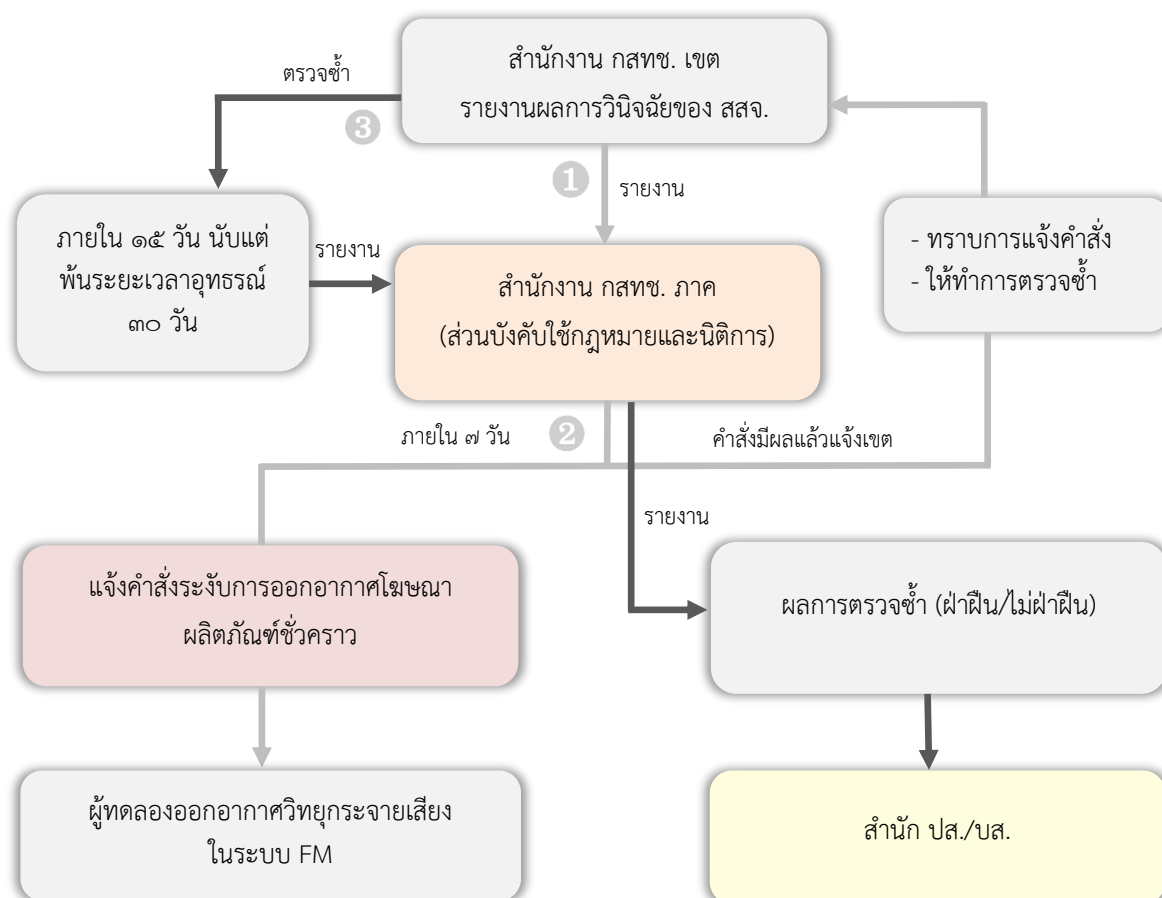 สำนักงาน กสทช. เขต
รายงานผลการวินิจฉัยของ สสจ.
ตรวจซ้ำ
3
1
รายงาน
ภายใน ๑๕ วัน นับแต่
พ้นระยะเวลาอุทธรณ์
๓๐ วัน
รายงาน
สำนักงาน กสทช. ภาค
(ส่วนบังคับใช้กฎหมายและนิติการ)
- ทราบการแจ้งคำสั่ง
- ให้ทำการตรวจซ้ำ
ภายใน ๗ วัน
2
คำสั่งมีผลแล้วแจ้งเขต
รายงาน
แจ้งคำสั่งระงับการออกอากาศโฆษณา
ผลิตภัณฑ์ชั่วคราว
ผลการตรวจซ้ำ (ฝ่าฝืน/ไม่ฝ่าฝืน)
ผู้ทดลองออกอากาศวิทยุกระจายเสียง
ในระบบ FM
สำนัก ปส./บส.